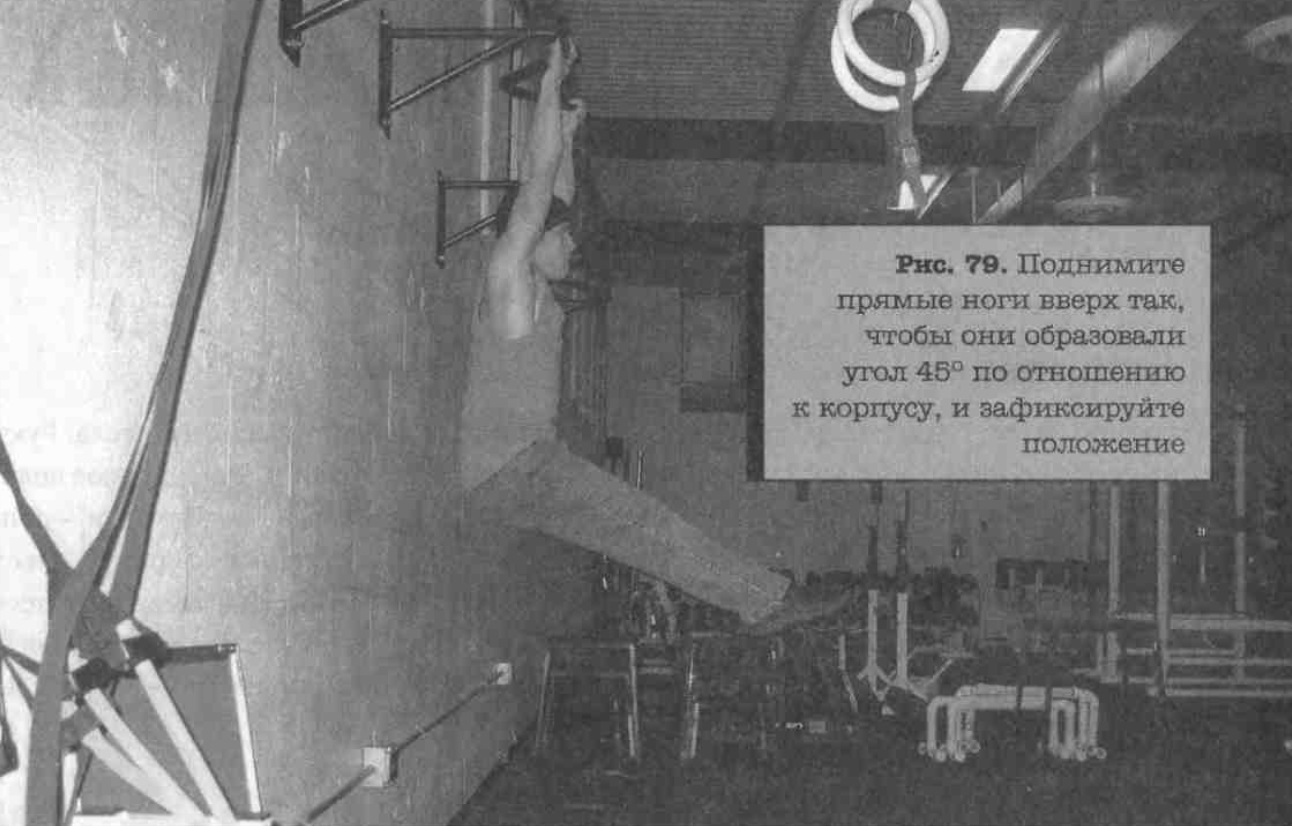 Рис. 79. Поднимите
прямые ноги вверх так,
чтобы они образовали
угол 45° по отношению
к корпусу, и зафиксируйте
положение